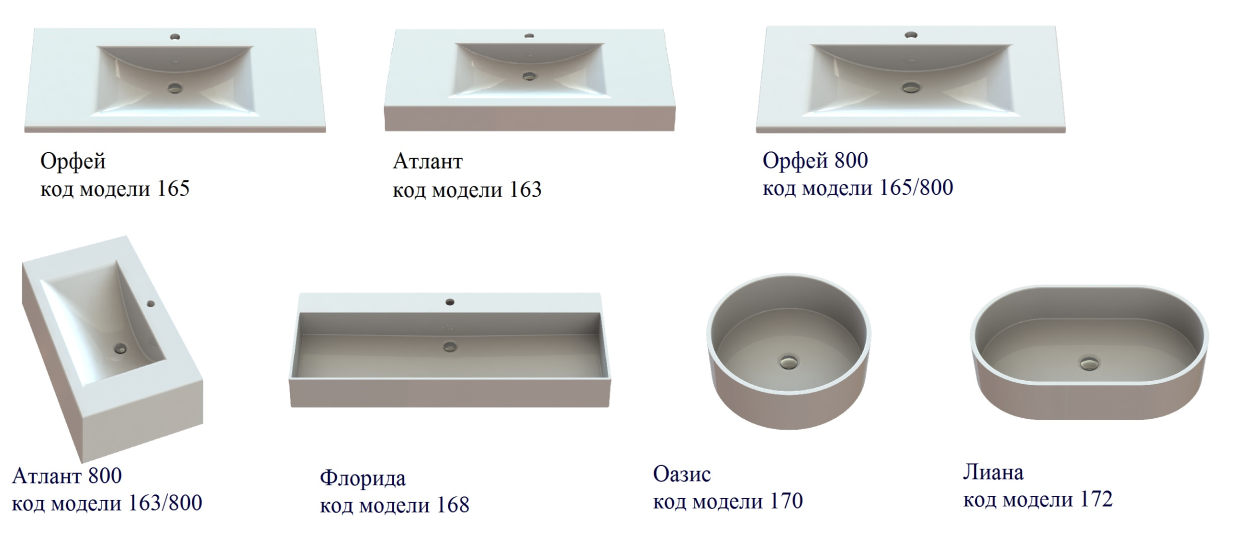 Орфей
код модели 165
Атлант
код модели 163
Орфей 800
код модели 165/800
Атлант 800
код модели 163/800
Флорида
код модели 168
Оазис
код модели 170
Лиана
код модели 172